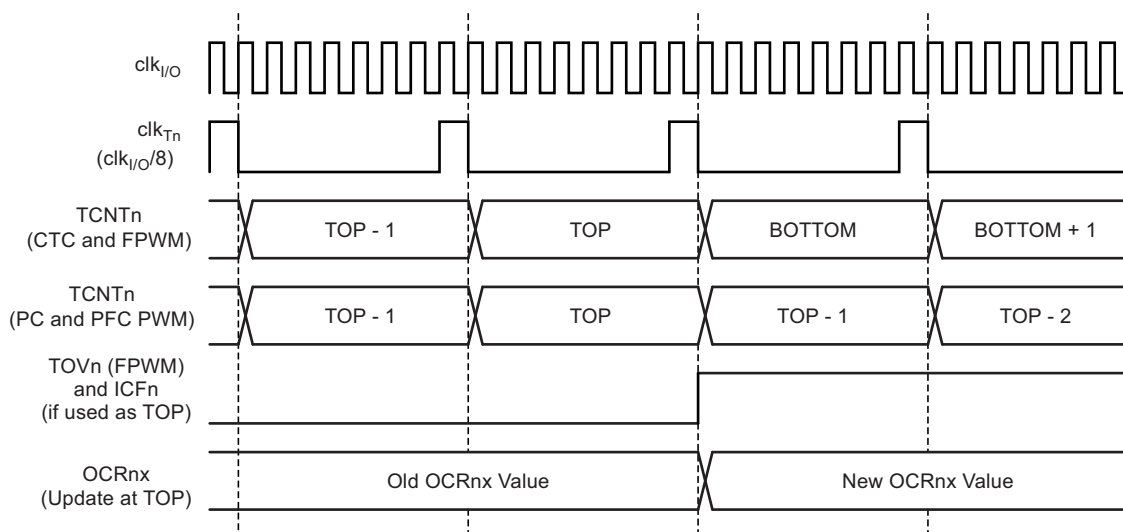 clkI/O
clkTn
(clkI/O/8)
TCNTn
(CTC and FPWM)
TOP - 1
TOP
BOTTOM
BOTTOM + 1
TCNTn
(PC and PFC PWM)
TOP - 1
TOP
TOP - 1
TOP - 2
TOVn (FPWM)
and ICFn
(if used as TOP)
OCRnx
(Update at TOP)
Old OCRnx Value
New OCRnx Value